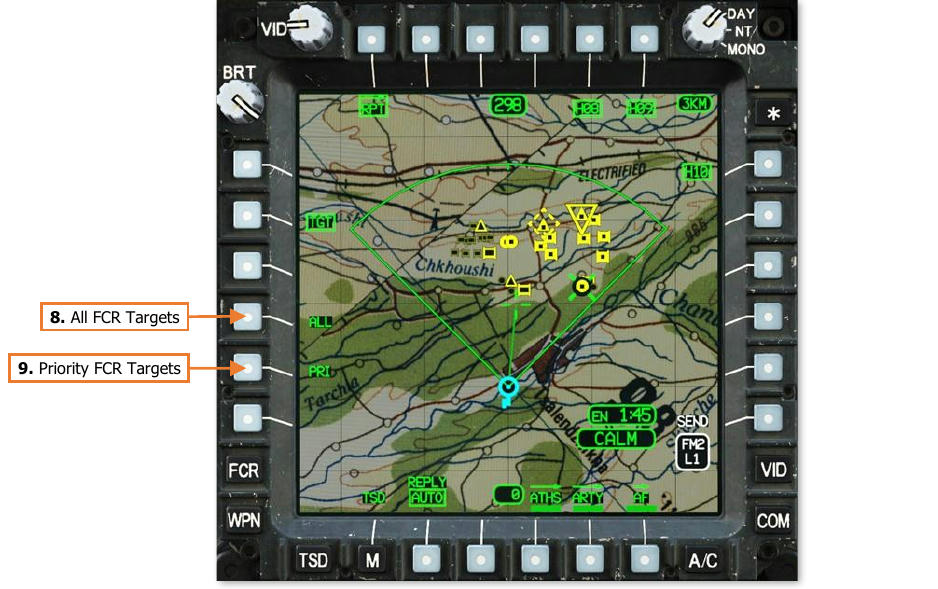 VID
DAY
NT
MONO
BRT
RPT
298
H08
H09
3KM
*
ELECTRIFIED
H10
TGT
Chkhoushi
8. All FCR Targets
ALL
9. Priority FCR Targets
PRI
Tarchia
EN 1:45
CALM
SEND
FM2
L1
FCR
VID
REPLY
TSD
AUTO
0
ATHS
ARTY
AF
WPN
COM
TSD
M
A/C